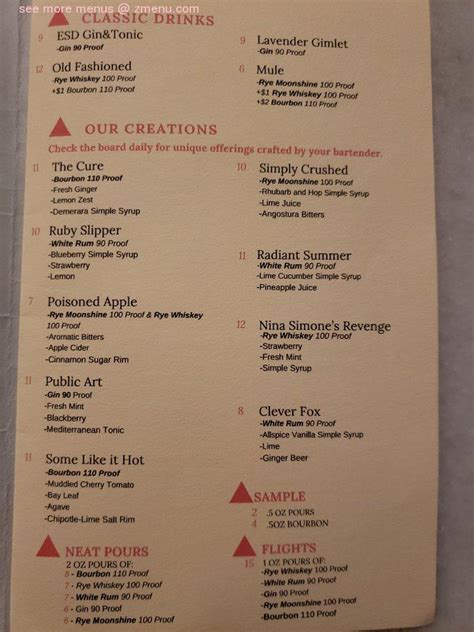 see more menus @ zmenu.com
CLASSIC DRINKS
9 ESD Gin&Tonic
-Gin 90 Proof
12 Old Fashioned
-Rye Whiskey 100 Proof
+$1 Bourbon 110 Proof
9 Lavender Gimlet
-Gin 90 Proof
6 Mule
-Rye Moonshine 100 Proof
+$1 Rye Whiskey 100 Proof
+$2 Bourbon 110 Proof
OUR CREATIONS
Check the board daily for unique offerings crafted by your bartender.
11 The Cure
-Bourbon 110 Proof
-Fresh Ginger
-Lemon Zest
-Demerara Simple Syrup
10 Ruby Slipper
-White Rum 90 Proof
-Blueberry Simple Syrup
-Strawberry
-Lemon
7 Poisoned Apple
-Rye Moonshine 100 Proof & Rye Whiskey
100 Proof
-Aromatic Bitters
-Apple Cider
-Cinnamon Sugar Rim
11 Public Art
-Gin 90 Proof
-Fresh Mint
-Blackberry
-Mediterranean Tonic
11 Some Like it Hot
-Bourbon 110 Proof
-Muddled Cherry Tomato
-Bay Leaf
-Agave
-Chipotle-Lime Salt Rim
10 Simply Crushed
-Rye Moonshine 100 Proof
-Rhubarb and Hop Simple Syrup
-Lime Juice
-Angostura Bitters
11 Radiant Summer
-White Rum 90 Proof
-Lime Cucumber Simple Syrup
-Pineapple Juice
12 Nina Simone's Revenge
-Rye Whiskey 100 Proof
-Strawberry
-Fresh Mint
-Simple Syrup
8 Clever Fox
-White Rum 90 Proof
-Allspice Vanilla Simple Syrup
-Lime
-Ginger Beer
SAMPLE
2 .5 OZ POURS
4 .5OZ BOURBON
NEAT POURS
2 OZ POURS OF:
8 - Bourbon 110 Proof
7 - Rye Whiskey 100 Proof
7 - White Rum 90 Proof
6 - Gin 90 Proof
6 - Rye Moonshine 100 Proof
FLIGHTS
15 1 OZ POURS OF:
-Rye Whiskey 100 Proof
-White Rum 90 Proof
-Gin 90 Proof
-Rye Moonshine 100 Proof
-Bourbon 110 Proof